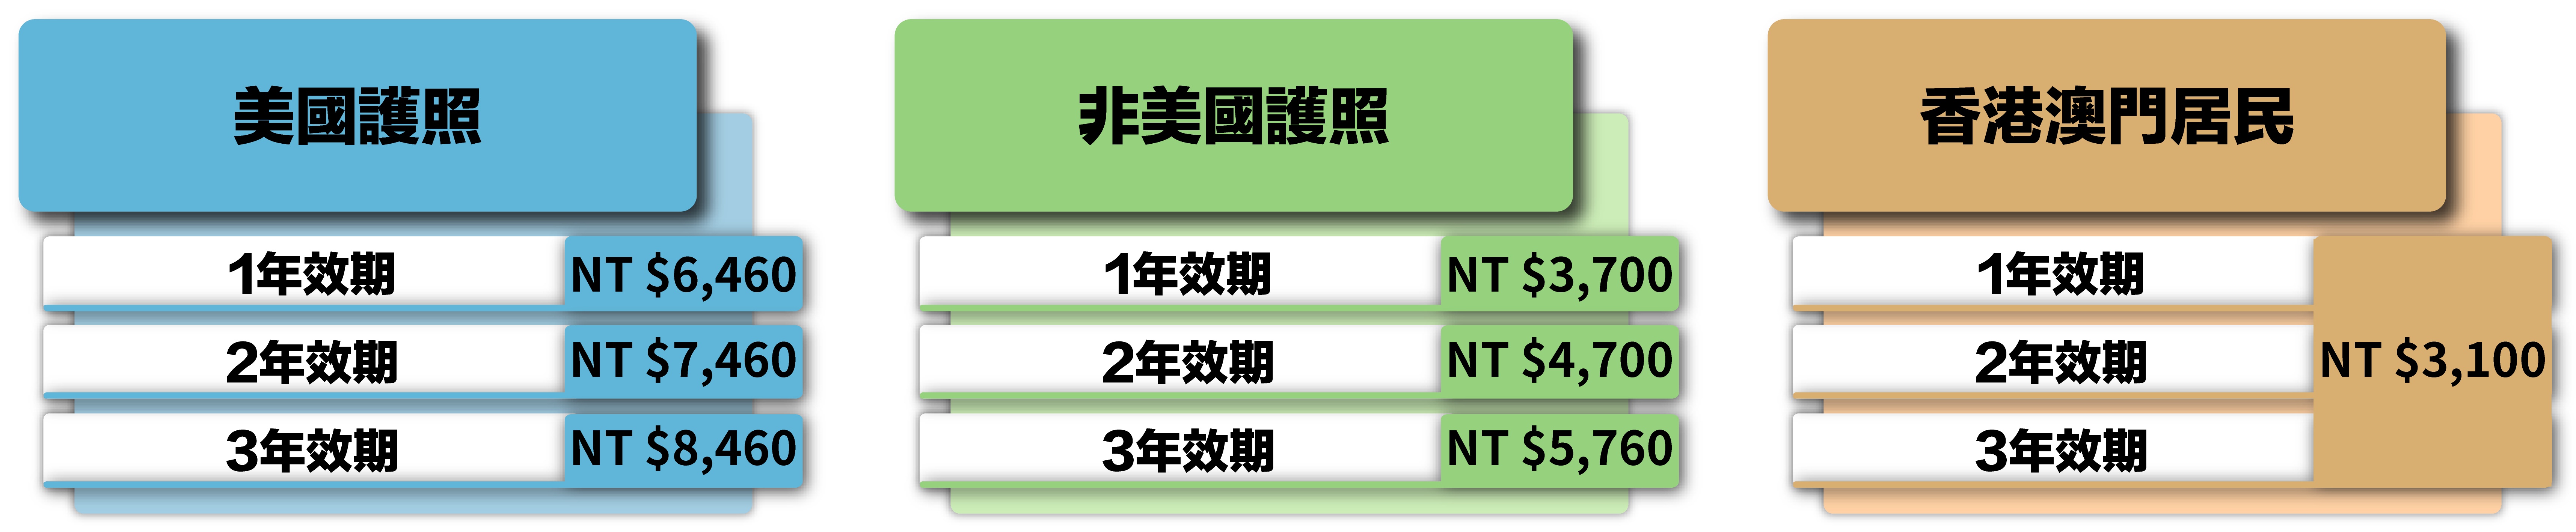 美國護照
1年效期 NT $6,460
2年效期 NT $7,460
3年效期 NT $8,460
非美國護照
1年效期 NT $3,700
2年效期 NT $4,700
3年效期 NT $5,760
香港澳門居民
1年效期
2年效期 NT $3,100
3年效期